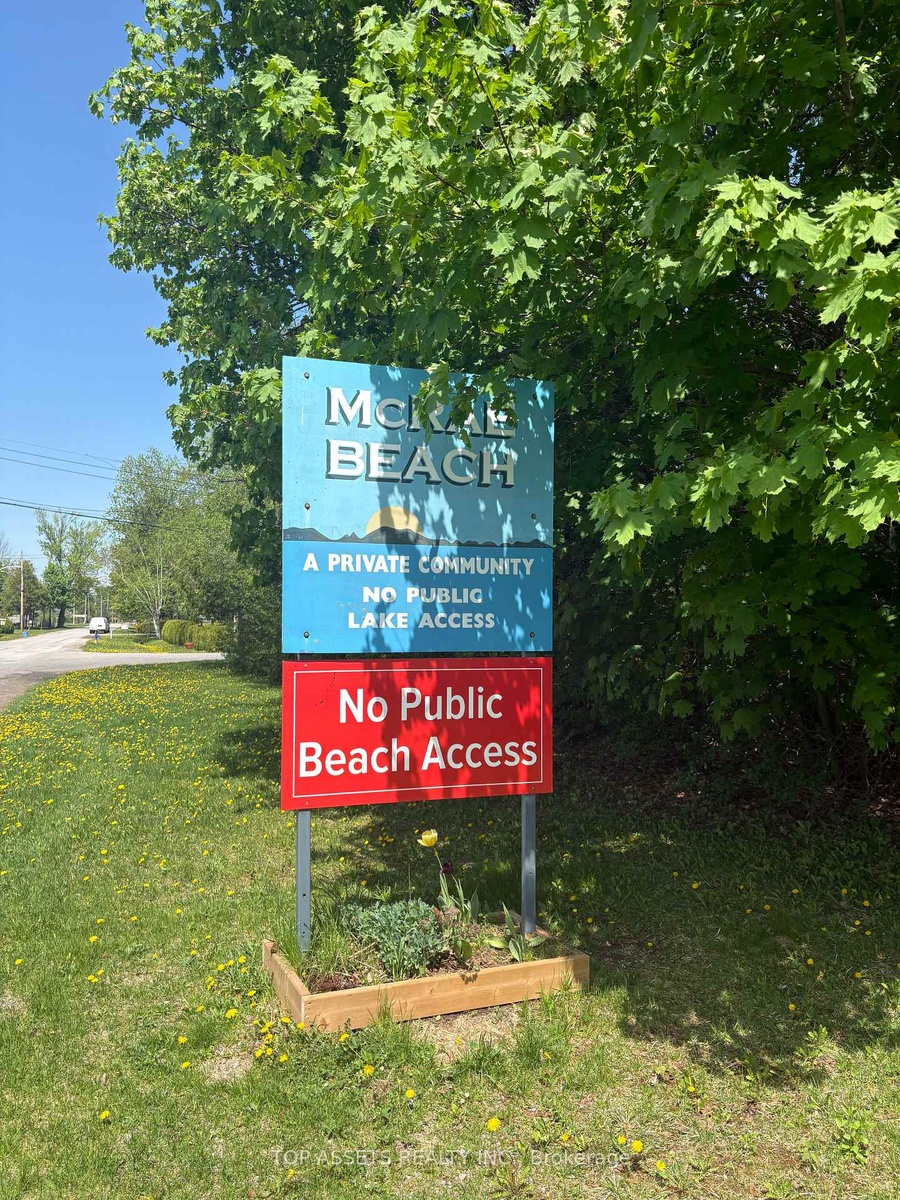 McRae
Beach
A PRIVATE COMMUNITY
NO PUBLIC
LAKE ACCESS
No Public
Beach Access
TOP ASSETS REALTY INC., Brokerage